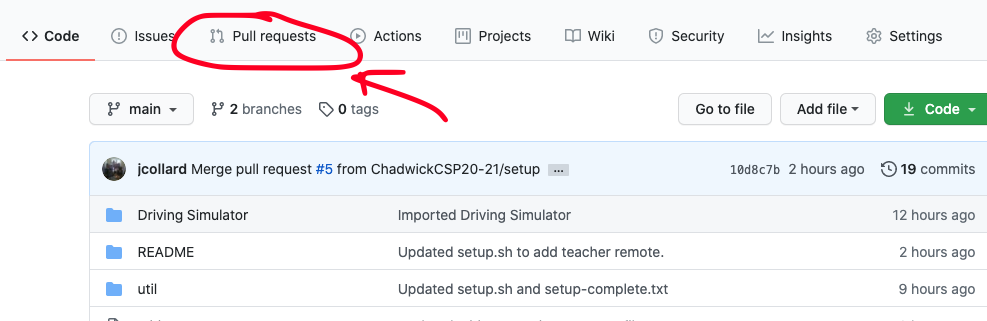 Code Issues Pull requests Actions Projects Wiki Security Insights Settings
main 2 branches 0 tags Go to file Add file Code
jcollard Merge pull request #5 from ChadwickCSP20-21/setup ... 10d8c7b 2 hours ago 19 commits
Driving Simulator Imported Driving Simulator 12 hours ago
README Updated setup.sh to add teacher remote. 2 hours ago
util Updated setup.sh and setup-complete.txt 9 hours ago